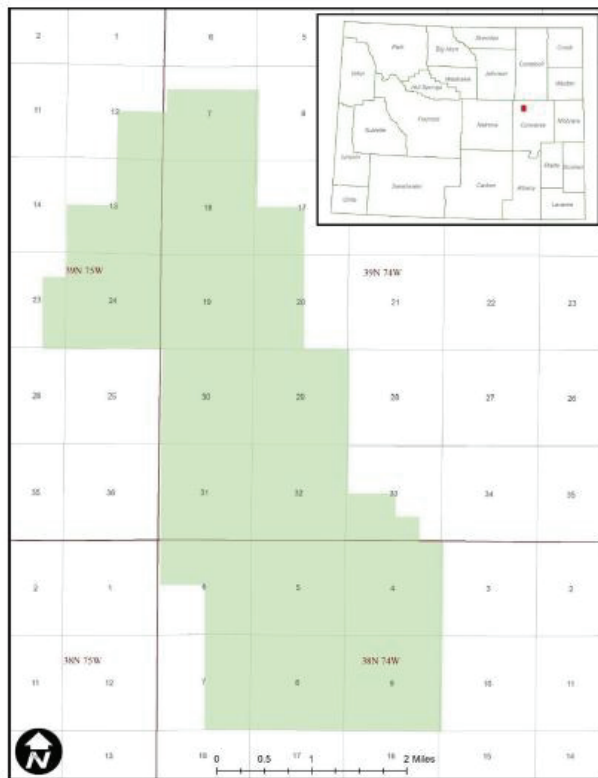 2 1 6 5
Sheridan
Park Big Horn Campbell Crook
Johnson
Washakie Weston
Teton Hot Springs
11 12 7 8
Fremont Natrona Converse Niobrara
Sublette
Platte Goshen
Lincoln
Sweetwater Carbon Albany
Uinta Laramie
14 13 18 17
39N 75W 39N 74W
23 24 19 20 21 22 23
26 25 30 29 28 27 26
35 36 31 32 33 34 35
2 1 6 5 4 3 2
38N 75W 38N 74W
11 12 7 8 9 10 11
N
13 18 17 16 15 14
0 0.5 1 2 Miles